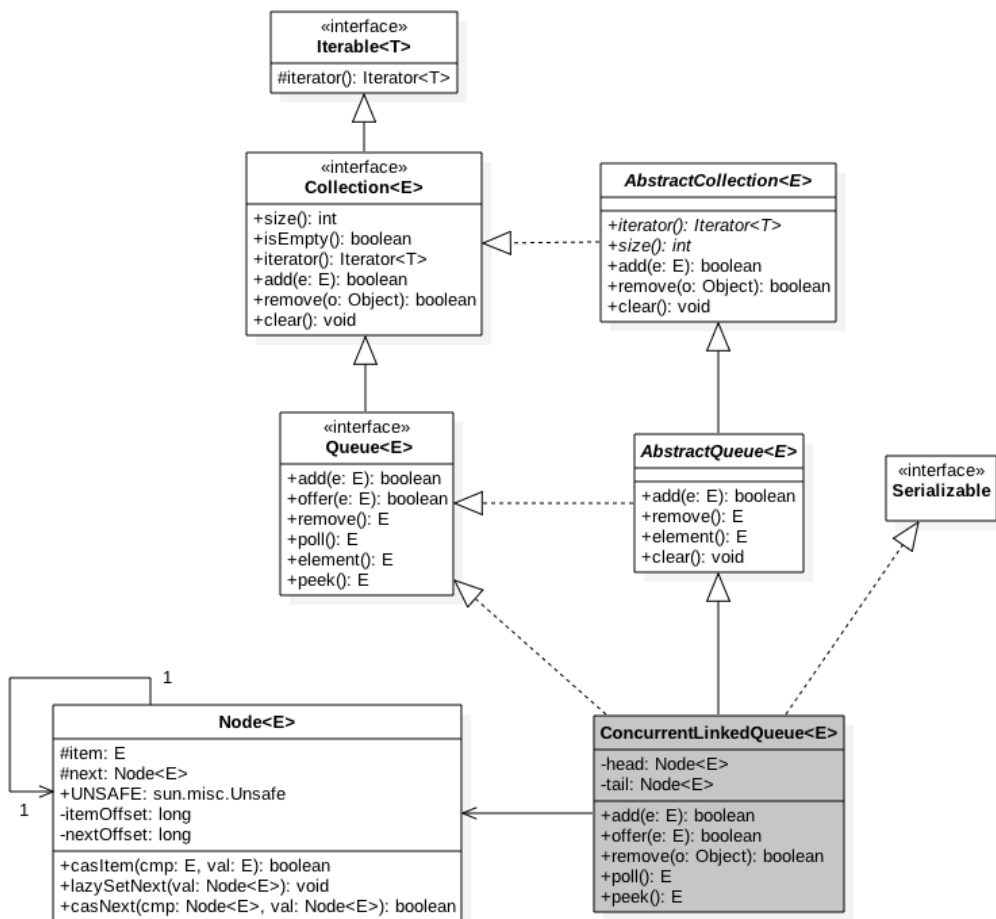 «interface»
Iterable<T>
#iterator(): Iterator<T>
«interface»
Collection<E>
+size(): int
+isEmpty(): boolean
+iterator(): Iterator<T>
+add(e: E): boolean
+remove(o: Object): boolean
+clear(): void
AbstractCollection<E>
+iterator(): Iterator<T>
+size(): int
+add(e: E): boolean
+remove(o: Object): boolean
+clear(): void
«interface»
Queue<E>
+add(e: E): boolean
+offer(e: E): boolean
+remove(): E
+poll(): E
+element(): E
+peek(): E
AbstractQueue<E>
+add(e: E): boolean
+remove(): E
+element(): E
+clear(): void
«interface»
Serializable
1
1
Node<E>
#item: E
#next: Node<E>
+UNSAFE: sun.misc.Unsafe
-itemOffset: long
-nextOffset: long
+casItem(cmp: E, val: E): boolean
+lazySetNext(val: Node<E>): void
+casNext(cmp: Node<E>, val: Node<E>): boolean
ConcurrentLinkedQueue<E>
-head: Node<E>
-tail: Node<E>
+add(e: E): boolean
+offer(e: E): boolean
+remove(o: Object): boolean
+poll(): E
+peek(): E